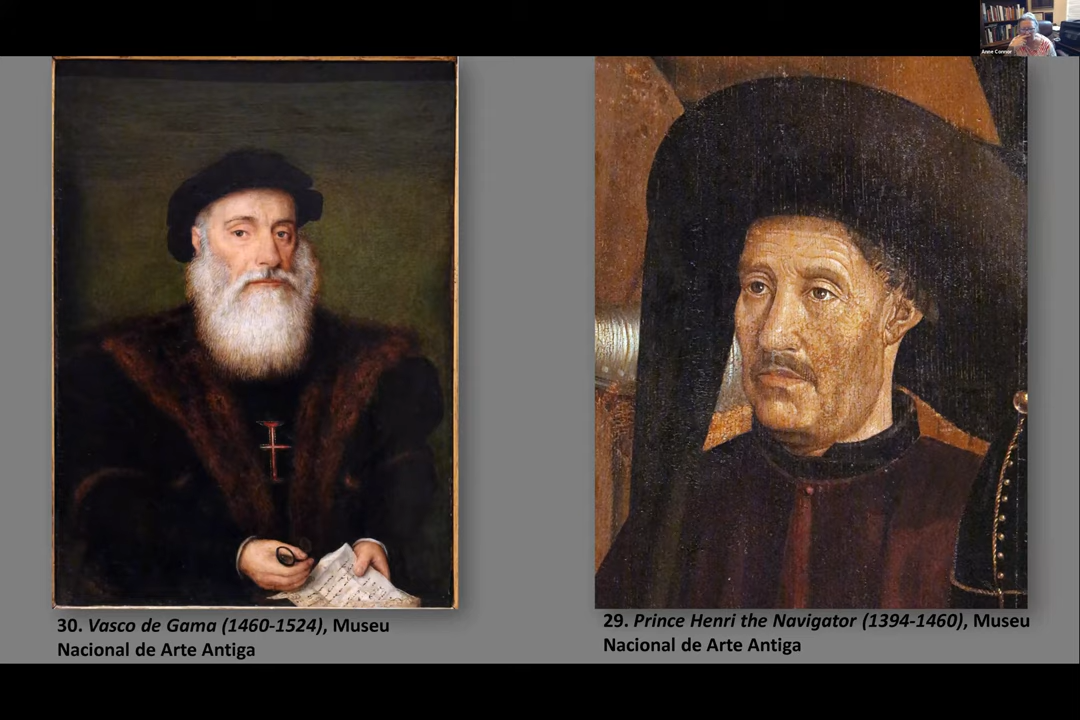 Anne Connor
30. Vasco de Gama (1460-1524), Museu
Nacional de Arte Antiga
29. Prince Henri the Navigator (1394-1460), Museu
Nacional de Arte Antiga